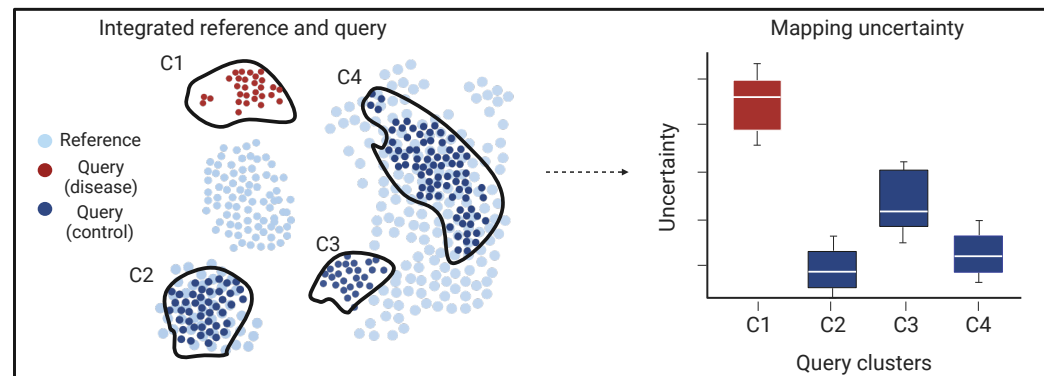 Integrated reference and query
C1
C4
Reference
Query
(disease)
Query
(control)
C3
C2
Mapping uncertainty
Uncertainty
C1 C2 C3 C4
Query clusters